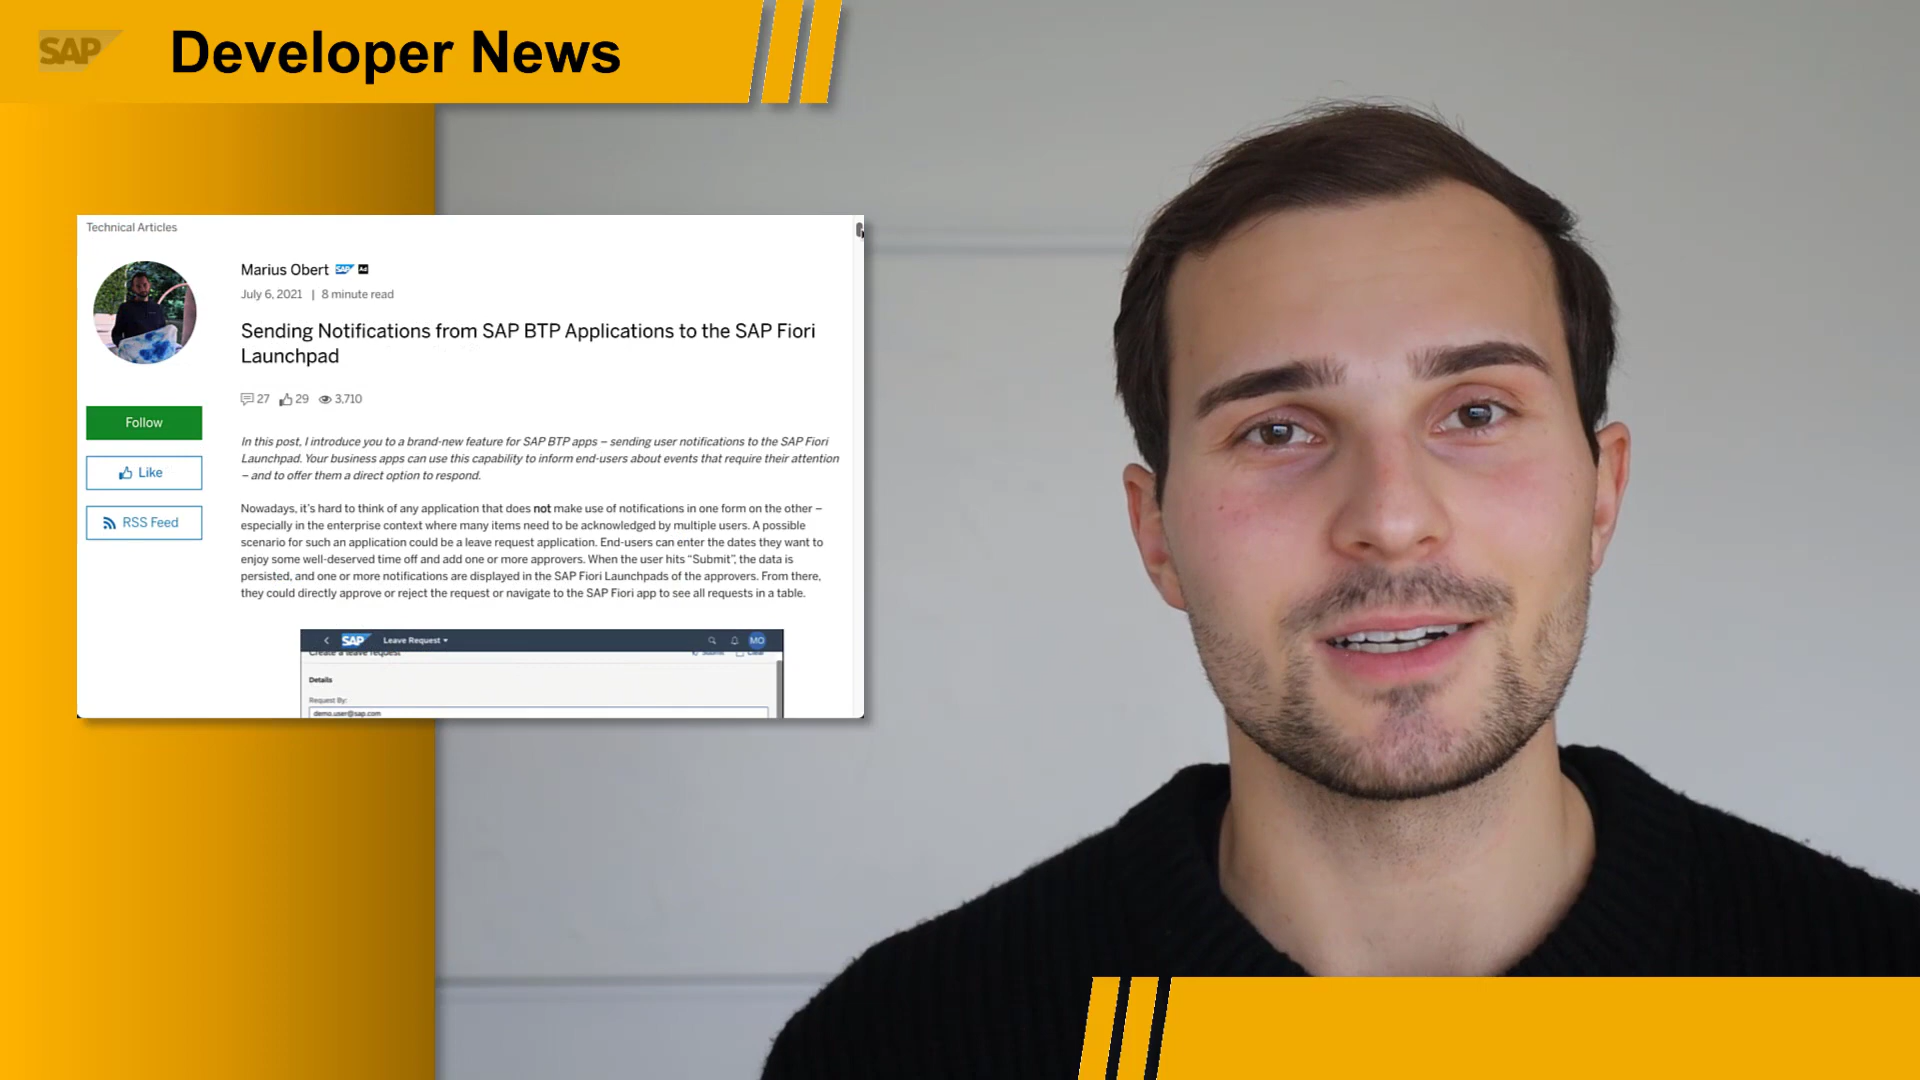 SAP Developer News
Technical Articles
Marius Obert SAP
July 6, 2021 | 8 minute read
Sending Notifications from SAP BTP Applications to the SAP Fiori
Launchpad
27 29 3,710
Follow
Like
RSS Feed
In this post, I introduce you to a brand-new feature for SAP BTP apps – sending user notifications to the SAP Fiori
Launchpad. Your business apps can use this capability to inform end-users about events that require their attention
– and to offer them a direct option to respond.
Nowadays, it's hard to think of any application that does not make use of notifications in one form on the other –
especially in the enterprise context where many items need to be acknowledged by multiple users. A possible
scenario for such an application could be a leave request application. End-users can enter the dates they want to
enjoy some well-deserved time off and add one or more approvers. When the user hits “Submit”, the data is
persisted, and one or more notifications are displayed in the SAP Fiori Launchpads of the approvers. From there,
they could directly approve or reject the request or navigate to the SAP Fiori app to see all requests in a table.
SAP Leave Request MO
Create a leave request Submit Clear
Details
Request By:
demo.user@sap.com